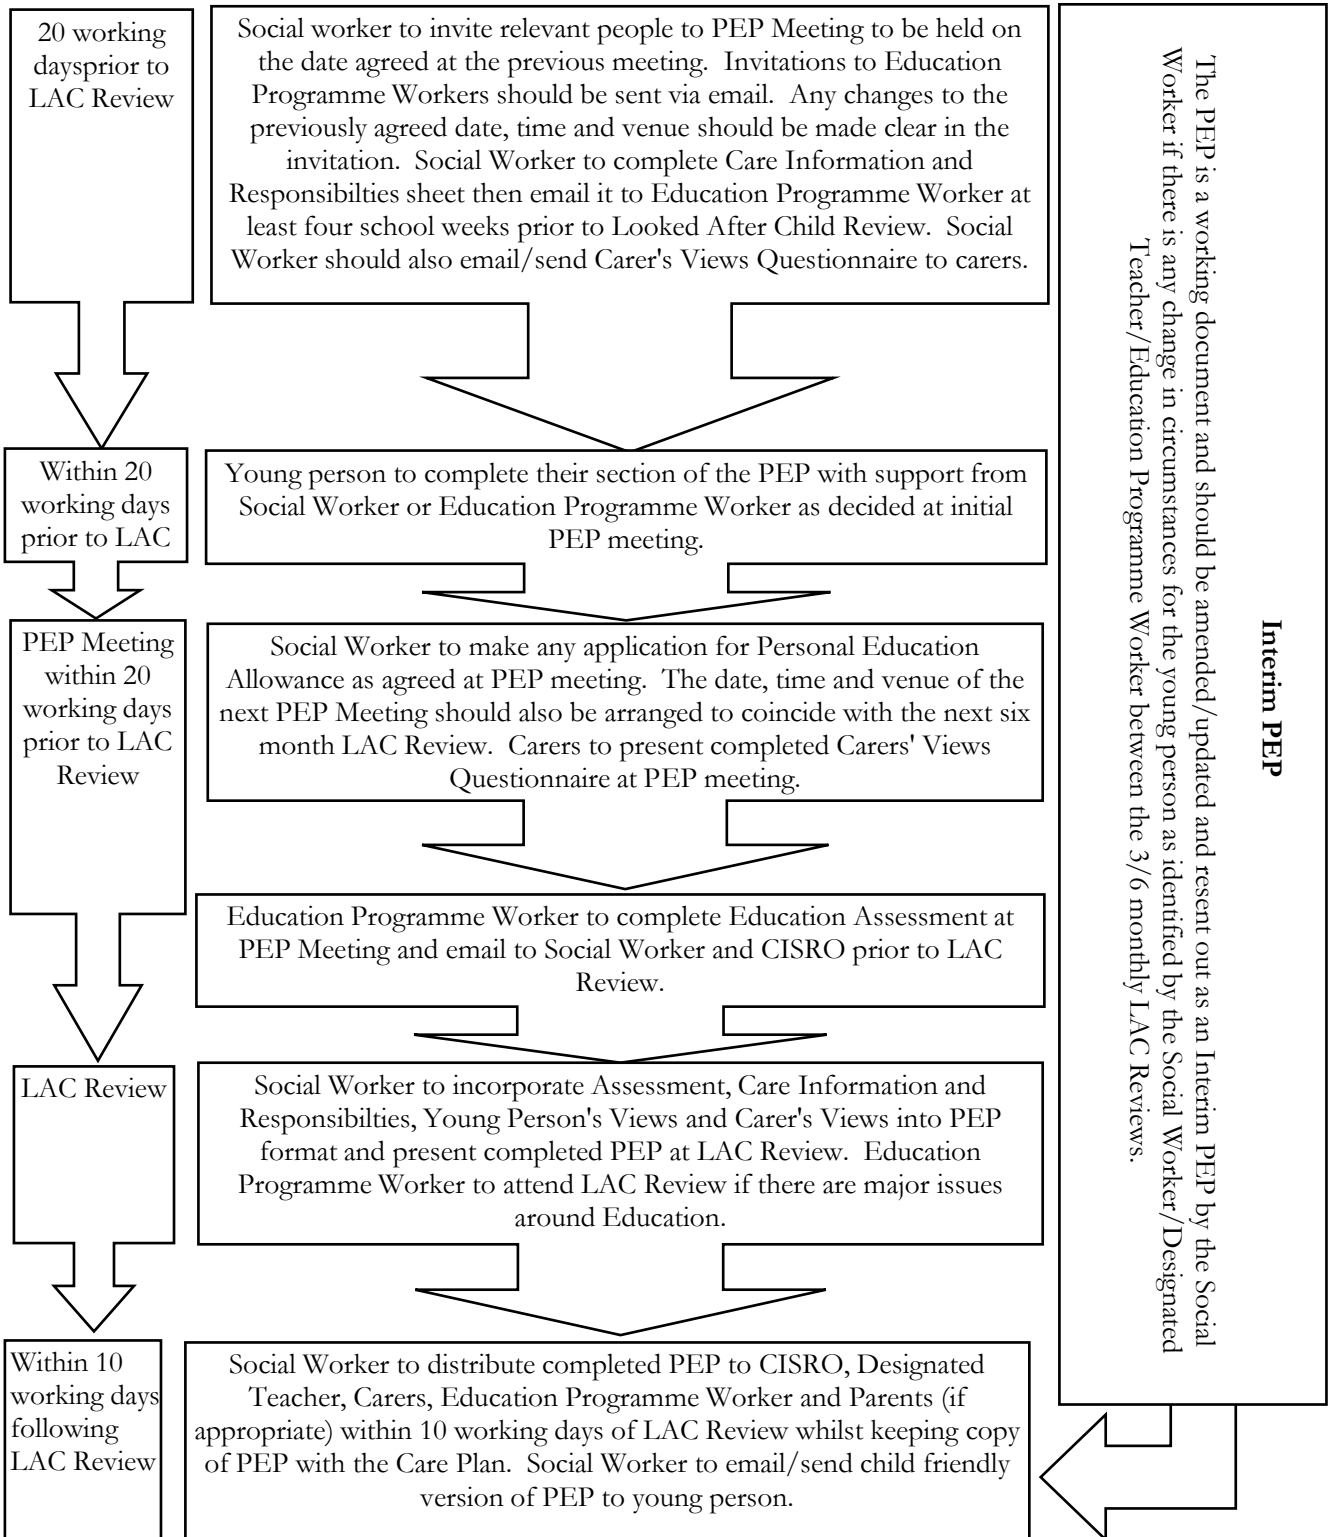 20 working
daysprior to
LAC Review
Social worker to invite relevant people to PEP Meeting to be held on
the date agreed at the previous meeting.  Invitations to Education
Programme Workers should be sent via email.  Any changes to the
previously agreed date, time and venue should be made clear in the
invitation.  Social Worker to complete Care Information and
Responsibilties sheet then email it to Education Programme Worker at
least four school weeks prior to Looked After Child Review.  Social
Worker should also email/send Carer's Views Questionnaire to carers.
Within 20
working days
prior to LAC
Young person to complete their section of the PEP with support from
Social Worker or Education Programme Worker as decided at initial
PEP meeting.
PEP Meeting
within 20
working days
prior to LAC
Review
Social Worker to make any application for Personal Education
Allowance as agreed at PEP meeting.  The date, time and venue of the
next PEP Meeting should also be arranged to coincide with the next six
month LAC Review.  Carers to present completed Carers' Views
Questionnaire at PEP meeting.
Education Programme Worker to complete Education Assessment at
PEP Meeting and email to Social Worker and CISRO prior to LAC
Review.
LAC Review
Social Worker to incorporate Assessment, Care Information and
Responsibilties, Young Person's Views and Carer's Views into PEP
format and present completed PEP at LAC Review.  Education
Programme Worker to attend LAC Review if there are major issues
around Education.
Within 10
working days
following
LAC Review
Social Worker to distribute completed PEP to CISRO, Designated
Teacher, Carers, Education Programme Worker and Parents (if
appropriate) within 10 working days of LAC Review whilst keeping copy
of PEP with the Care Plan.  Social Worker to email/send child friendly
version of PEP to young person.
Interim PEP
The PEP is a working document and should be amended/updated and resent out as an Interim PEP by the Social
Worker if there is any change in circumstances for the young person as identified by the Social Worker/Designated
Teacher/Education Programme Worker between the 3/6 monthly LAC Reviews.